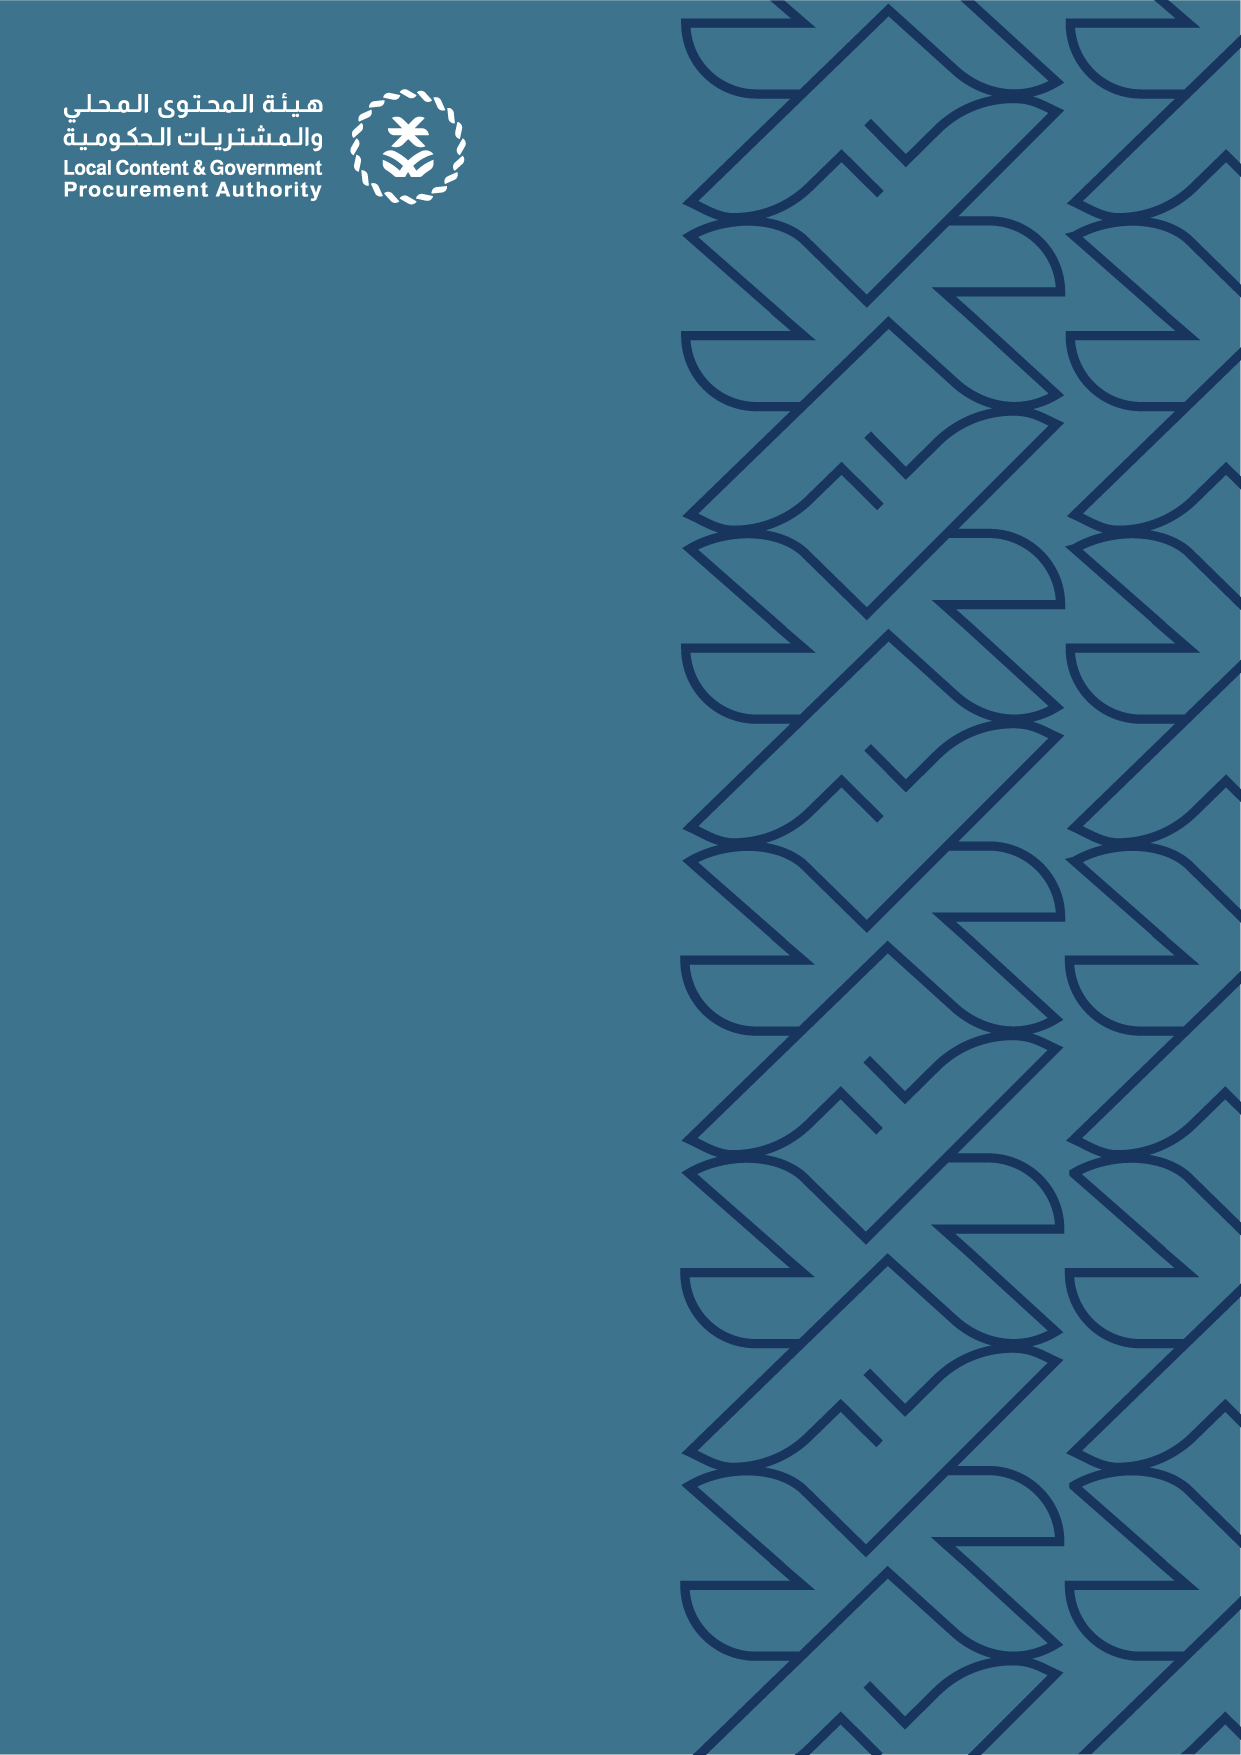 هيئة المحتوى المحلي
والمشتريات الحكومية
Local Content & Government
Procurement Authority